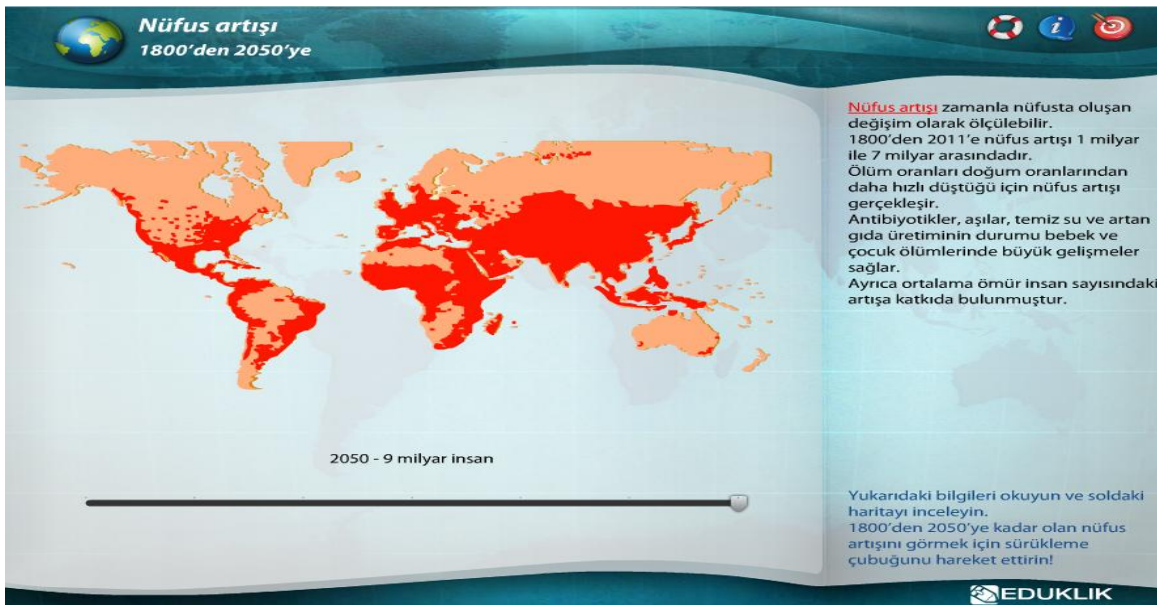 Nüfus artışı
1800’den 2050’ye
Nüfus artışı zamanla nüfusta oluşan
değişim olarak ölçülebilir.
1800’den 2011’e nüfus artışı 1 milyar
ile 7 milyar arasındadır.
Ölüm oranları doğum oranlarından
daha hızlı düştüğü için nüfus artışı
gerçekleşir.
Antibiyotikler, aşılar, temiz su ve artan
gıda üretiminin durumu bebek ve
çocuk ölümlerinde büyük gelişmeler
sağlar.
Ayrıca ortalama ömür insan sayısındaki
artışa katkıda bulunmuştur.
2050 - 9 milyar insan
Yukarıdaki bilgileri okuyun ve soldaki
haritayı inceleyin.
1800’den 2050’ye kadar olan nüfus
artışını görmek için sürükleme
çubuğunu hareket ettirin!
EDUKLIK